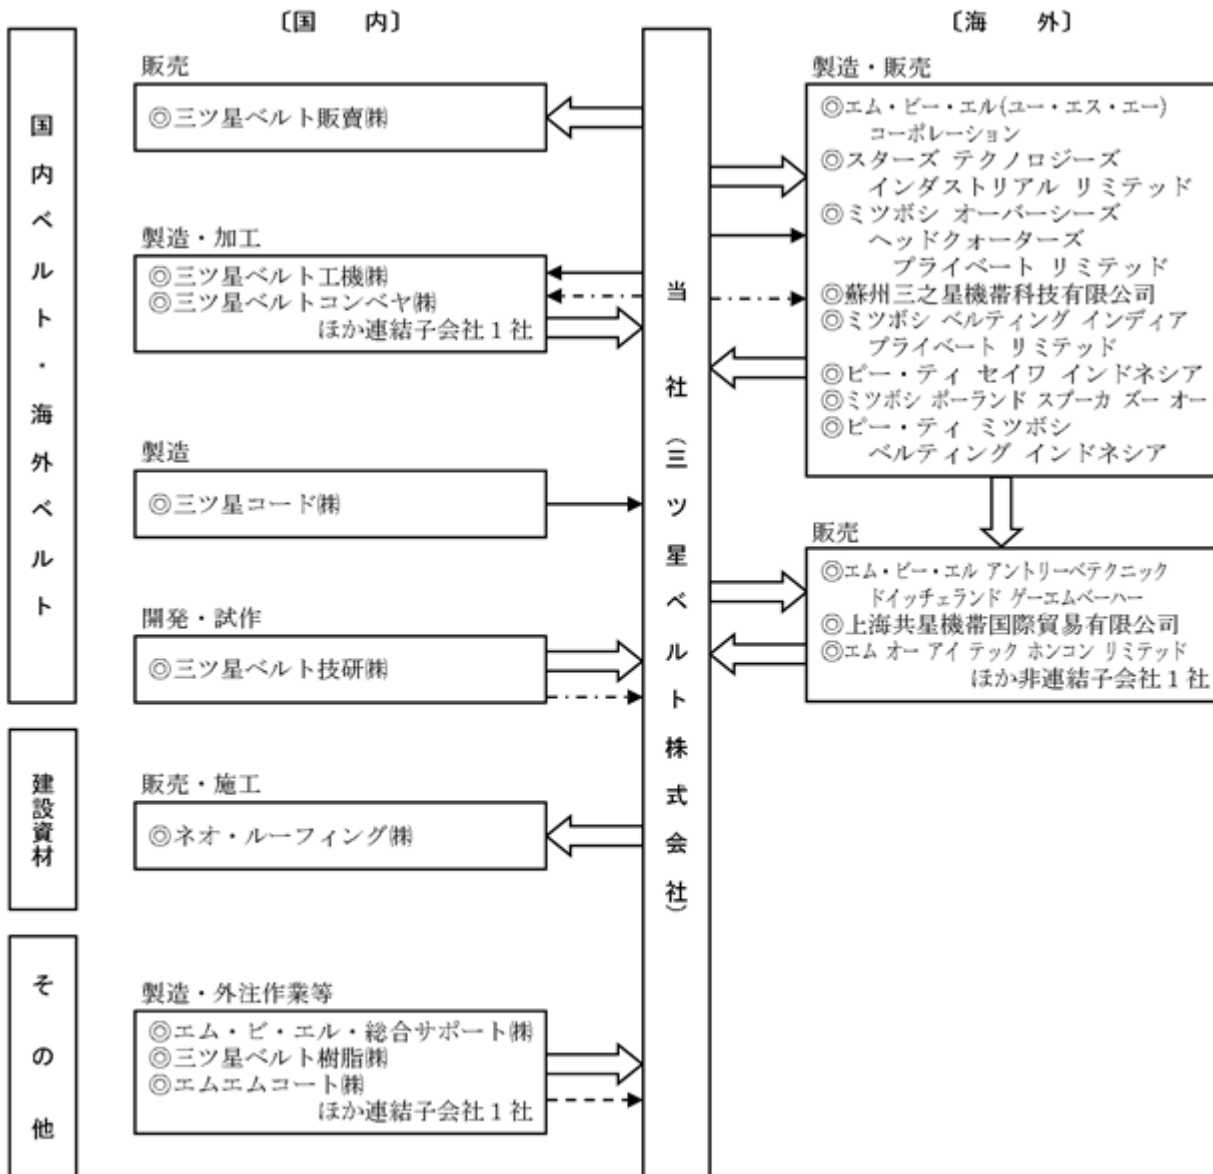 〔国　内〕
国内ベルト・海外ベルト
販売
◎三ツ星ベルト販賣㈱
製造・加工
◎三ツ星ベルト工機㈱
◎三ツ星ベルトコンベヤ㈱
ほか連結子会社1社
製造
◎三ツ星コード㈱
開発・試作
◎三ツ星ベルト技研㈱
建設資材
販売・施工
◎ネオ・ルーフィング㈱
その他
製造・外注作業等
◎エム・ビ・エル・総合サポート㈱
◎三ツ星ベルト樹脂㈱
◎エムエムコート㈱
ほか連結子会社1社
当社（三ツ星ベルト株式会社）
〔海　外〕
製造・販売
◎エム・ビー・エル(ユー・エス・エー)
コーポレーション
◎スターズ テクノロジーズ
インダストリアル リミテッド
◎ミツボシ オーバーシーズ
ヘッドクォーターズ
プライベート リミテッド
◎蘇州三之星機帯科技有限公司
◎ミツボシ ベルティング インディア
プライベート リミテッド
◎ピー・ティ セイワ インドネシア
◎ミツボシ ポーランド スプーカ ズー オー
◎ピー・ティ ミツボシ
ベルティング インドネシア
販売
◎エム・ビー・エル アントリーベテクニック
ドイッチェランド ゲーエムベーハー
◎上海共星機帯国際貿易有限公司
◎エム オー アイ テック ホンコン リミテッド
ほか非連結子会社1社